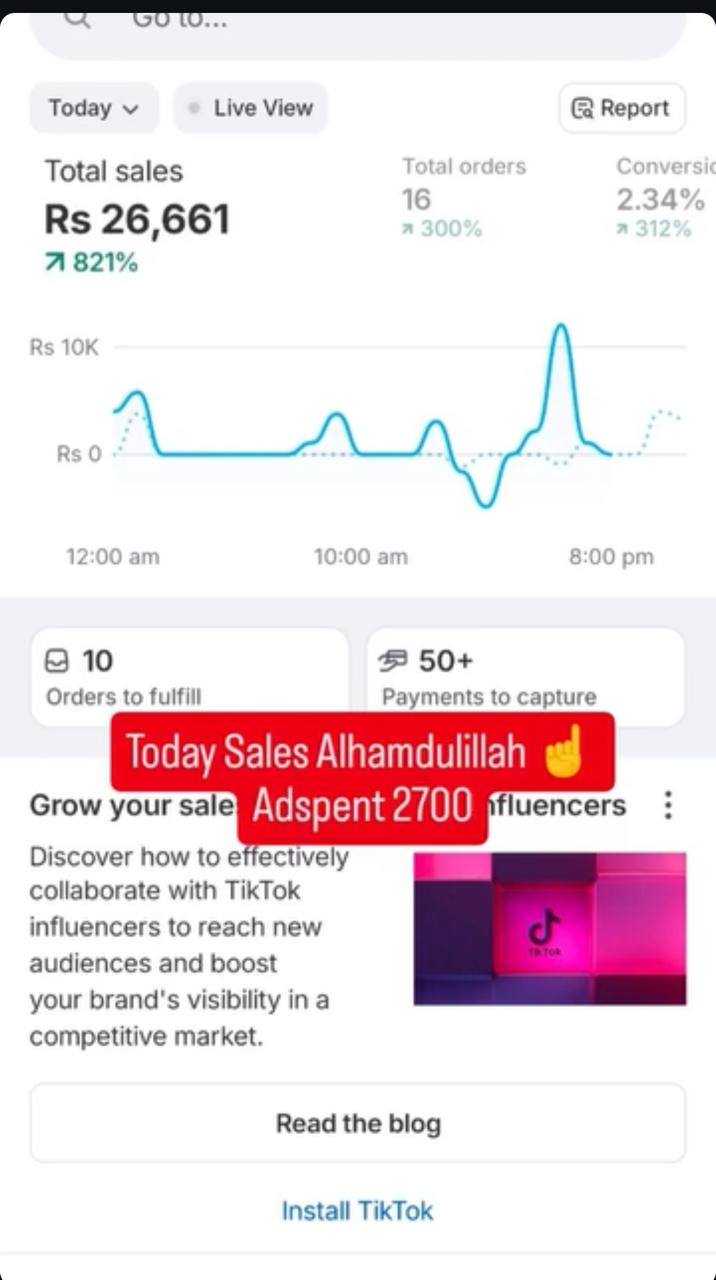 Go to...
Today
Live View
Report
Total sales
Total orders
Conversio
Rs 26,661
16
2.34%
821%
300%
312%
Rs 10K
Rs 0
12:00 am
10:00 am
8:00 pm
10
50+
Orders to fulfill
Payments to capture
Today Sales Alhamdulillah ☝️
Adspent 2700
Grow your sale
nfluencers
Discover how to effectively
collaborate with TikTok
influencers to reach new
audiences and boost
your brand's visibility in a
competitive market.
TikTok
Read the blog
Install TikTok